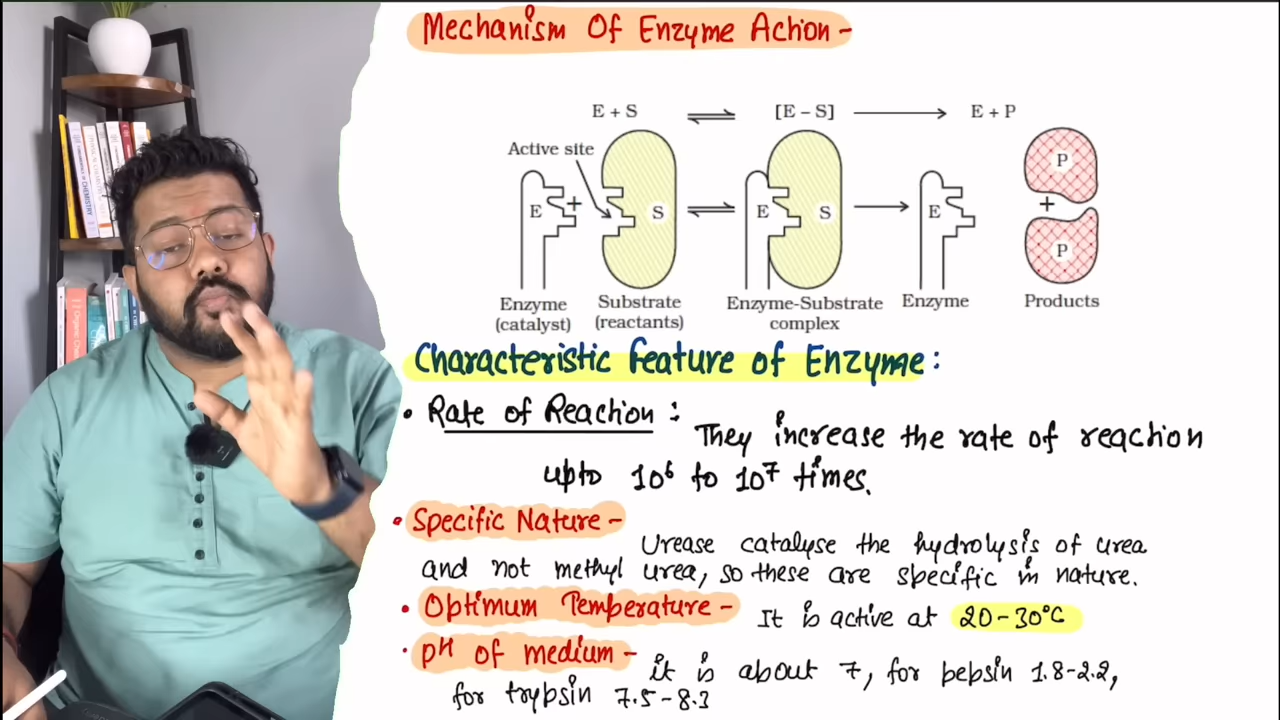 Mechanism Of Enzyme Action-
E + S ⇌ [E – S] ⟶ E + P
Active site
E + S ⇌ E S ⟶ E P + P
Enzyme (catalyst)
Substrate (reactants)
Enzyme-Substrate complex
Enzyme
Products
Characteristic feature of Enzyme:
• Rate of Reaction : They increase the rate of reaction
upto 10⁶ to 10⁷ times.
• Specific Nature- Urease catalyse the hydrolysis of urea
and not methyl urea, so these are specific in nature.
• Optimum Temperature- It is active at 20-30°C
• pH of medium- it is about 7, for pebsin 1.8-2.2,
for trypsin 7.5-8.3